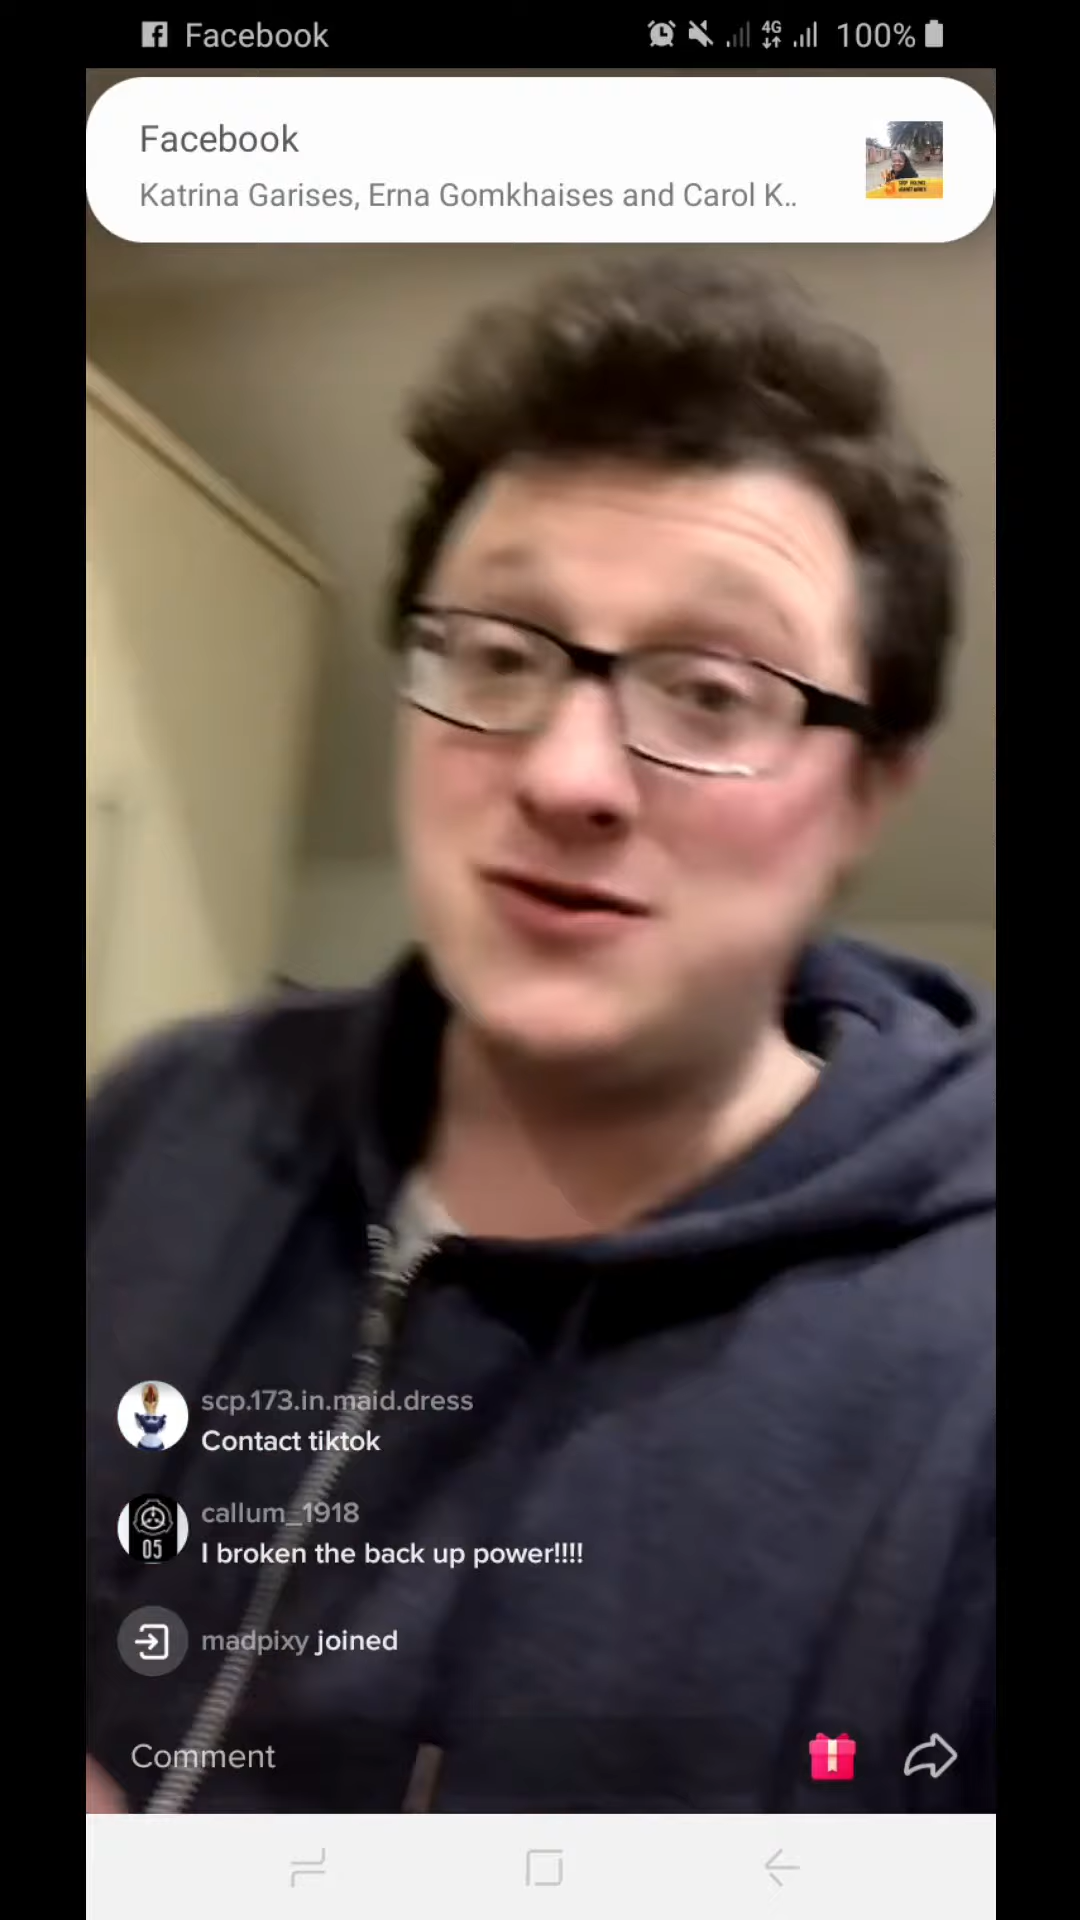 Facebook
4G
100%
Facebook
Katrina Garises, Erna Gomkhaises and Carol K..
scp.173.in.maid.dress
Contact tiktok
05
callum_1918
I broken the back up power!!!!
madpixy joined
Comment